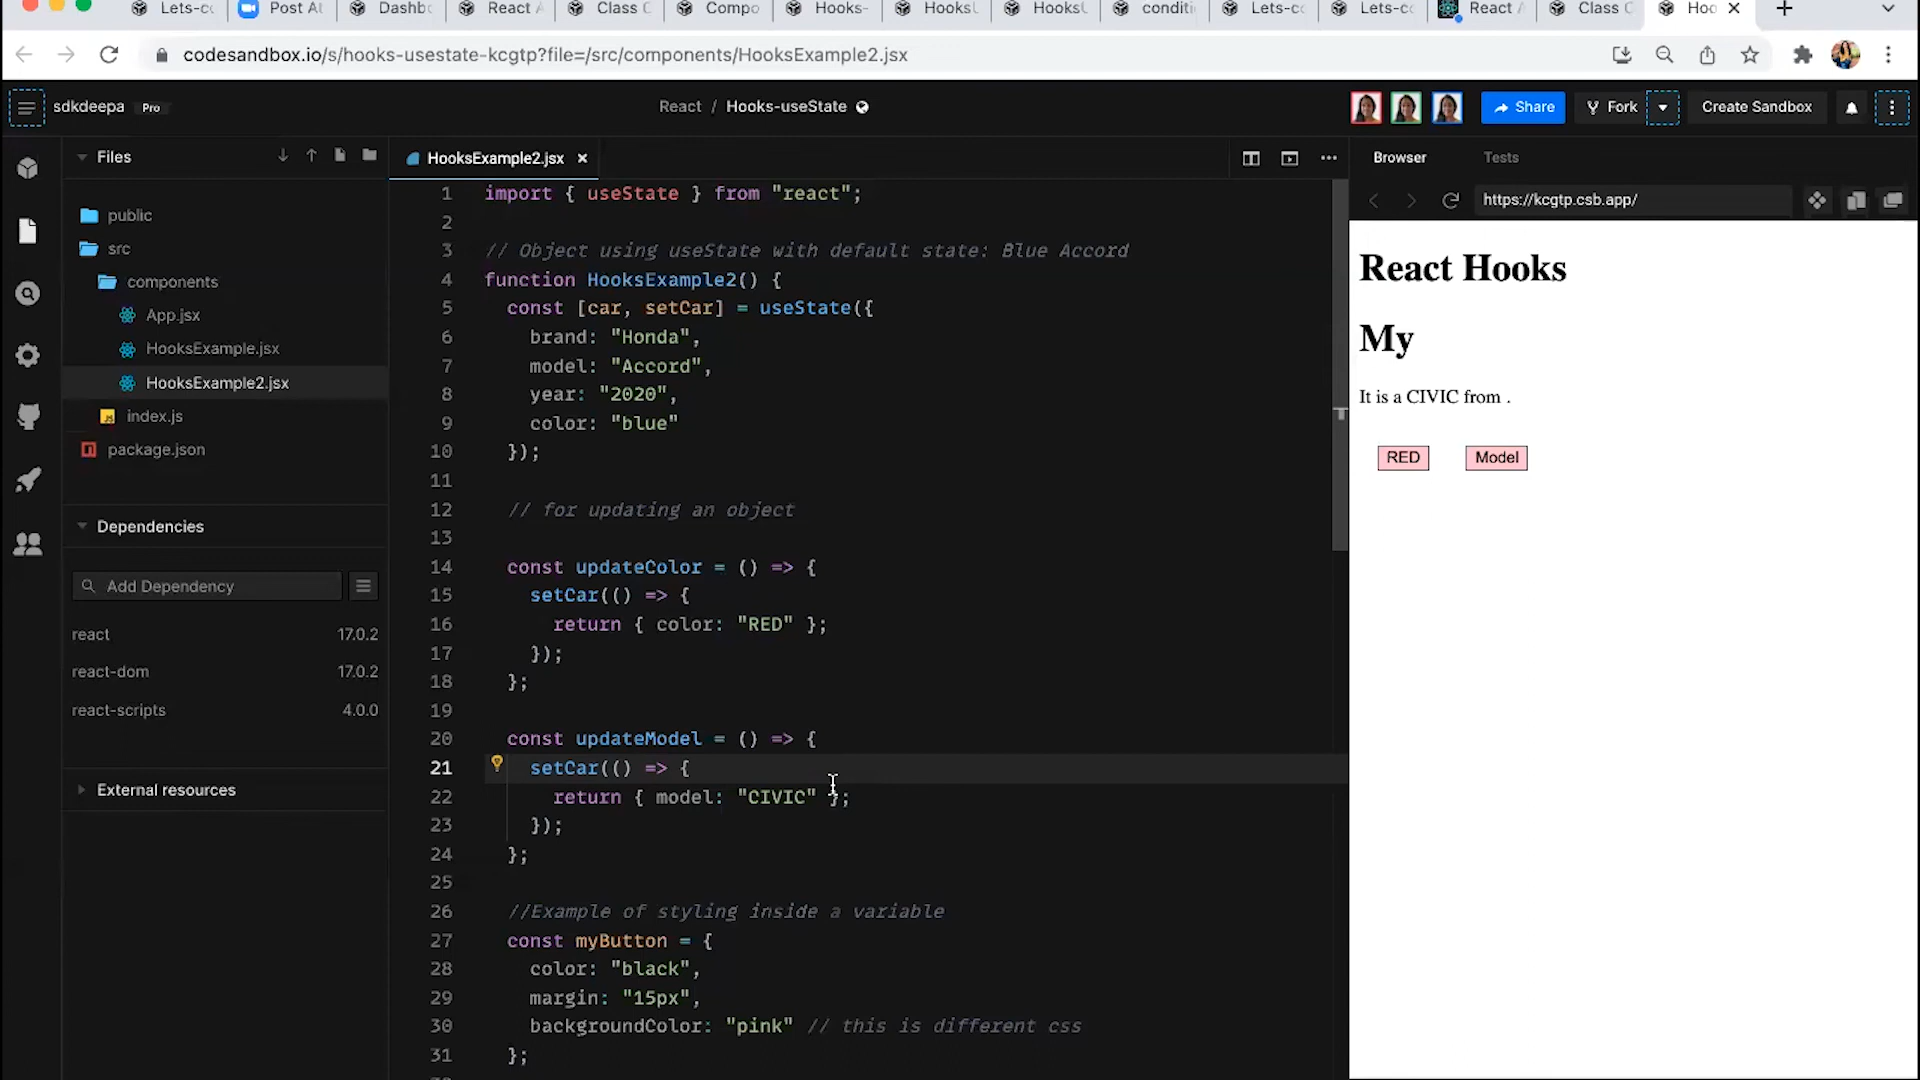 Lets-co
Post At
Dashbo
React A
Class C
Compo
Hooks-
HooksU
HooksU
conditi
Lets-co
Lets-co
React A
Class C
Hoo
codesandbox.io/s/hooks-usestate-kcgtp?file=/src/components/HooksExample2.jsx
sdkdeepa Pro
React / Hooks-useState
Share
Fork
Create Sandbox
Files
public
src
components
App.jsx
HooksExample.jsx
HooksExample2.jsx
index.js
package.json
Dependencies
Add Dependency
react 17.0.2
react-dom 17.0.2
react-scripts 4.0.0
External resources
HooksExample2.jsx
1 import { useState } from "react";
2
3 // Object using useState with default state: Blue Accord
4 function HooksExample2() {
5 const [car, setCar] = useState({
6 brand: "Honda",
7 model: "Accord",
8 year: "2020",
9 color: "blue"
10 });
11
12 // for updating an object
13
14 const updateColor = () => {
15 setCar(() => {
16 return { color: "RED" };
17 });
18 };
19
20 const updateModel = () => {
21 setCar(() => {
22 return { model: "CIVIC" };
23 });
24 };
25
26 //Example of styling inside a variable
27 const myButton = {
28 color: "black",
29 margin: "15px",
30 backgroundColor: "pink" // this is different css
31 };
Browser
Tests
https://kcgtp.csb.app/
React Hooks
My
It is a CIVIC from .
RED
Model